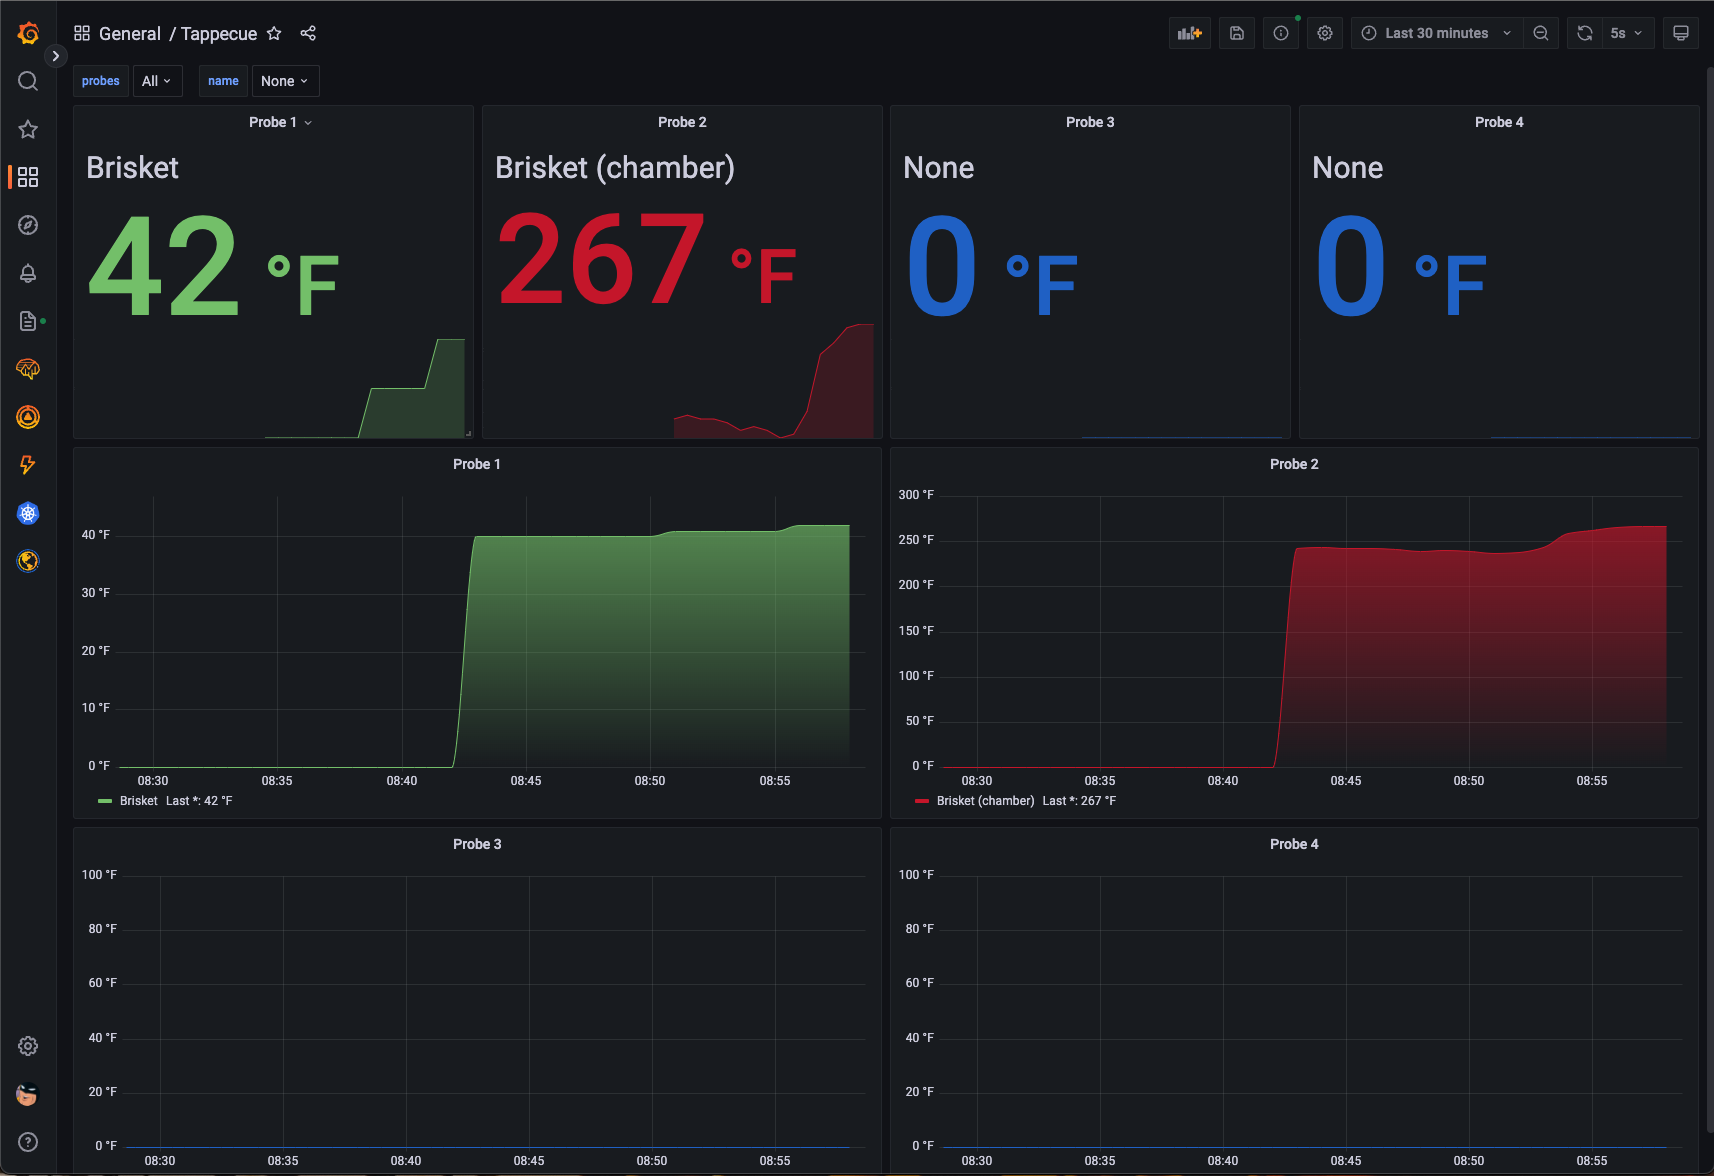 General / Tappecue
Last 30 minutes
5s
probes
All
name
None
Probe 1
Brisket
42 °F
Probe 2
Brisket (chamber)
267 °F
Probe 3
None
0 °F
Probe 4
None
0 °F
Probe 1
40 °F
30 °F
20 °F
10 °F
0 °F
08:30 08:35 08:40 08:45 08:50 08:55
Brisket Last *: 42 °F
Probe 2
300 °F
250 °F
200 °F
150 °F
100 °F
50 °F
0 °F
08:30 08:35 08:40 08:45 08:50 08:55
Brisket (chamber) Last *: 267 °F
Probe 3
100 °F
80 °F
60 °F
40 °F
20 °F
0 °F
08:30 08:35 08:40 08:45 08:50 08:55
Probe 4
100 °F
80 °F
60 °F
40 °F
20 °F
0 °F
08:30 08:35 08:40 08:45 08:50 08:55